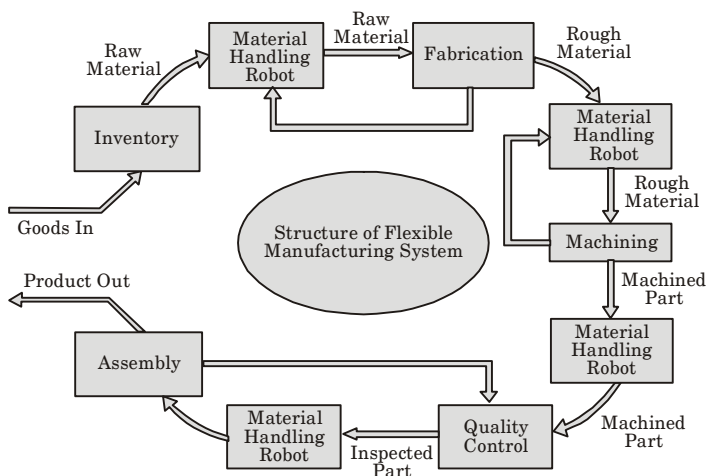 Raw
Material
Material
Handling
Robot
Raw
Material
Fabrication
Rough
Material
Inventory
Material
Handling
Robot
Goods In
Rough
Material
Structure of Flexible
Manufacturing System
Machining
Product Out
Machined
Part
Assembly
Material
Handling
Robot
Machined
Part
Quality
Control
Inspected
Part
Material
Handling
Robot